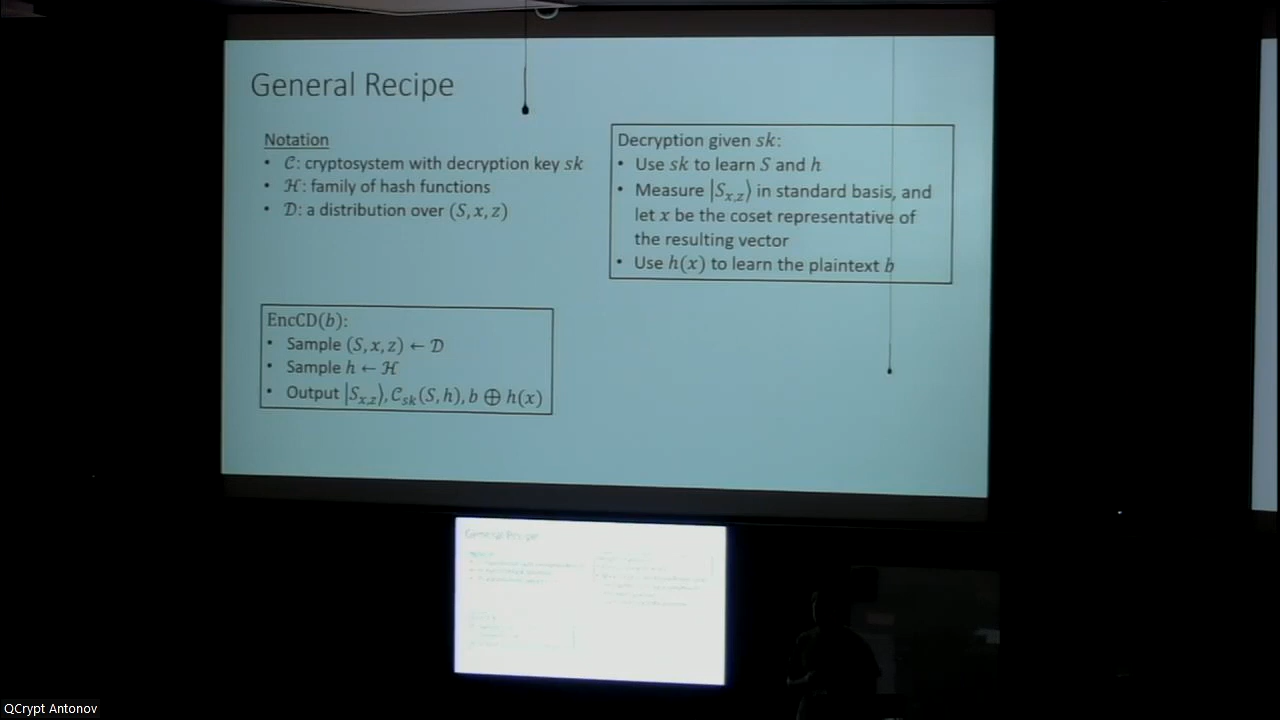 General Recipe
Notation
• 𝒞: cryptosystem with decryption key sk
• ℋ: family of hash functions
• 𝒟: a distribution over (S, x, z)
EncCD(b):
• Sample (S, x, z) ← 𝒟
• Sample h ← ℋ
• Output |S_{x,z}⟩, 𝒞_{sk}(S, h), b ⊕ h(x)
Decryption given sk:
• Use sk to learn S and h
• Measure |S_{x,z}⟩ in standard basis, and
let x be the coset representative of
the resulting vector
• Use h(x) to learn the plaintext b
General Recipe
QCrypt Antonov